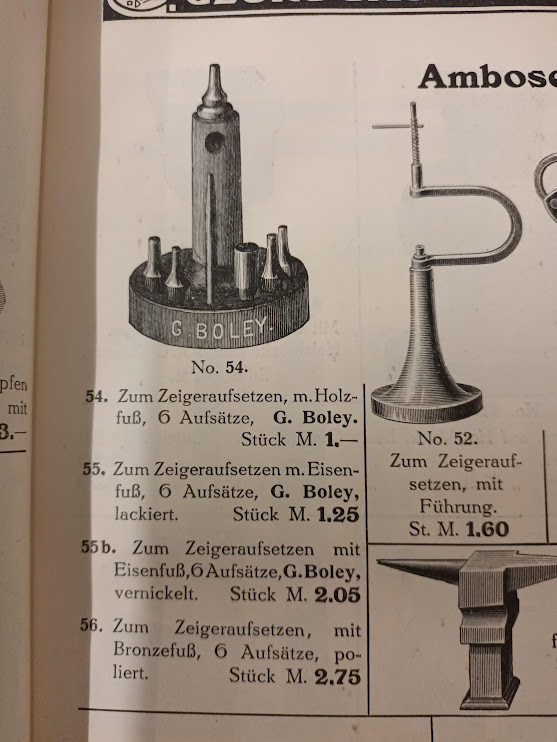 G. BOLEY.
No. 54.
54. Zum Zeigeraufsetzen, m. Holz-
fuß, 6 Aufsätze, G. Boley.
Stück M. 1.—
55. Zum Zeigeraufsetzen m. Eisen-
fuß, 6 Aufsätze, G. Boley,
lackiert. Stück M. 1.25
55b. Zum Zeigeraufsetzen mit
Eisenfuß, 6 Aufsätze, G. Boley,
vernickelt. Stück M. 2.05
56. Zum Zeigeraufsetzen, mit
Bronzefuß, 6 Aufsätze, po-
liert. Stück M. 2.75
No. 52.
Zum Zeigerauf-
setzen, mit
Führung.
St. M. 1.60
pfen
mit
3.—